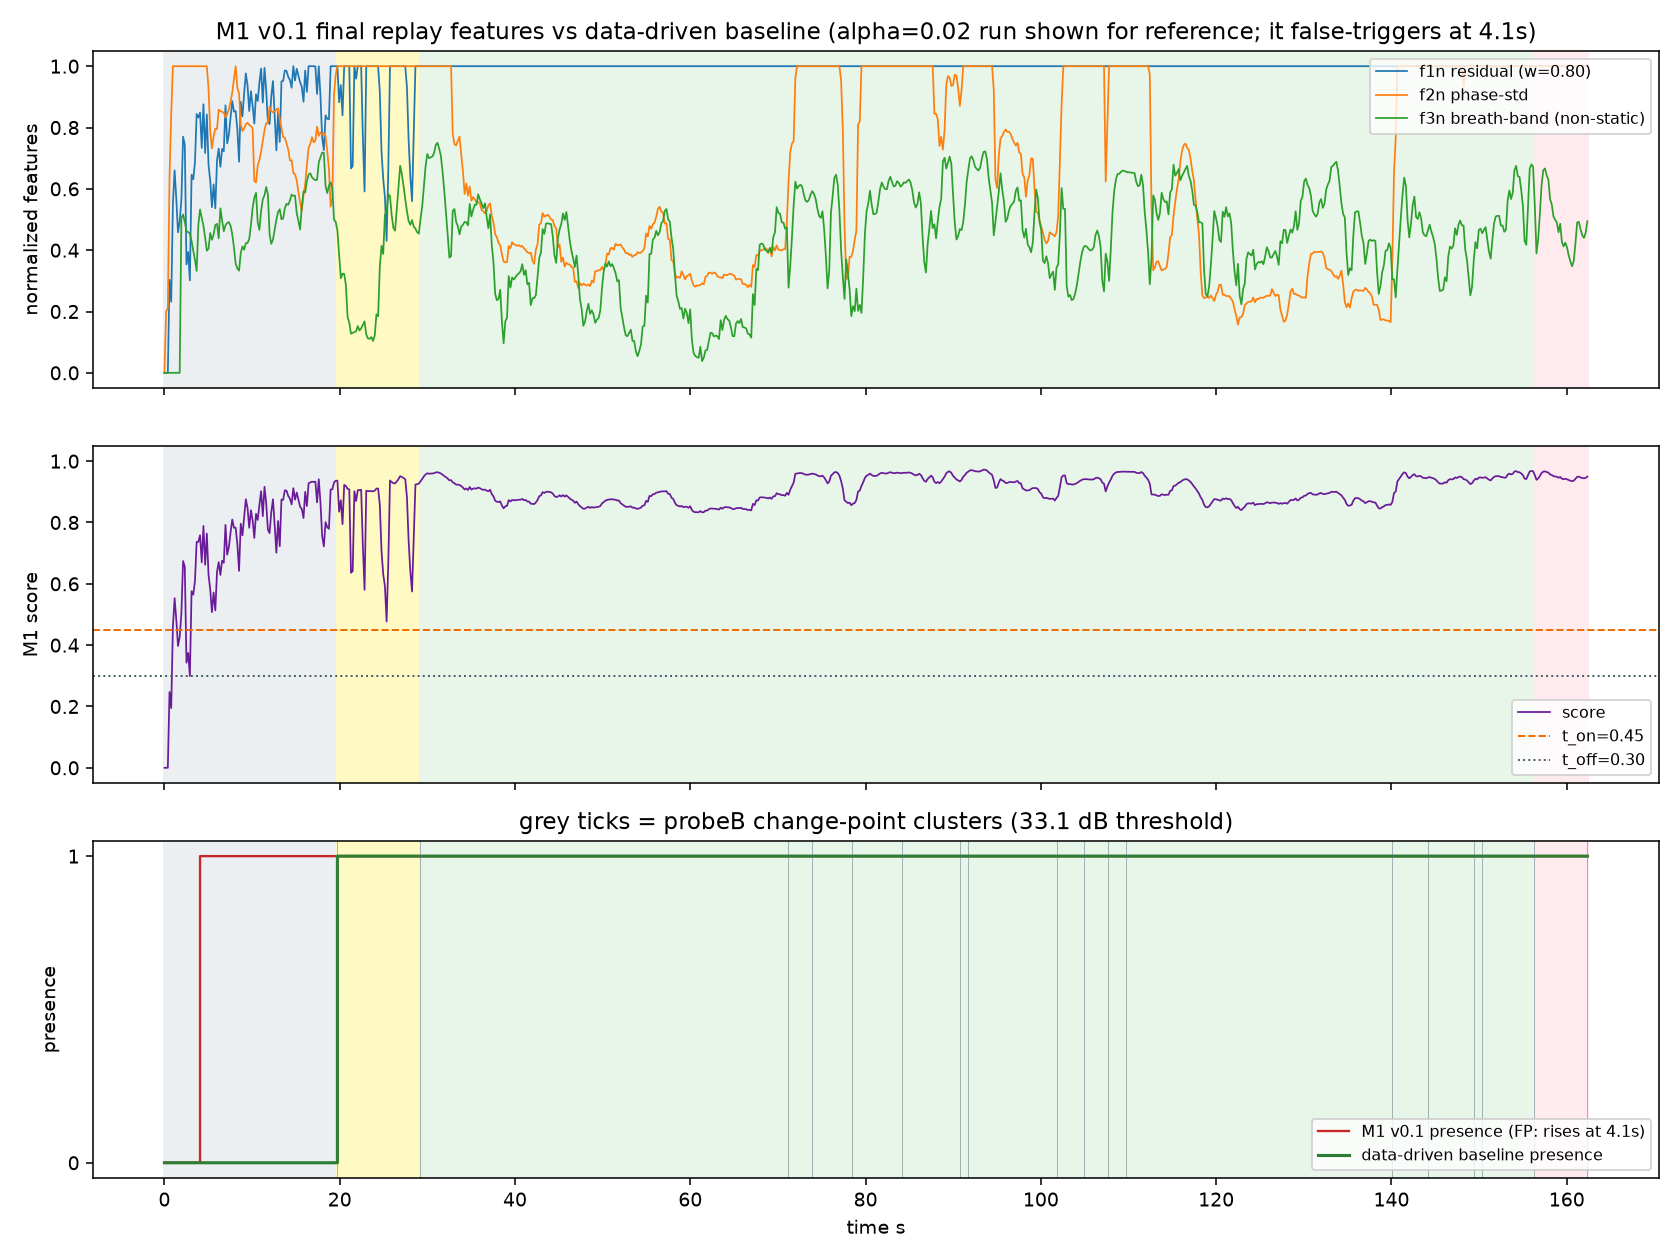 M1 v0.1 final replay features vs data-driven baseline (alpha=0.02 run shown for reference; it false-triggers at 4.1s)
normalized features
1.0
0.8
0.6
0.4
0.2
0.0
f1n residual (w=0.80)
f2n phase-std
f3n breath-band (non-static)
M1 score
1.0
0.8
0.6
0.4
0.2
0.0
score
t_on=0.45
t_off=0.30
grey ticks = probeB change-point clusters (33.1 dB threshold)
presence
1
0
M1 v0.1 presence (FP: rises at 4.1s)
data-driven baseline presence
0 20 40 60 80 100 120 140 160
time s